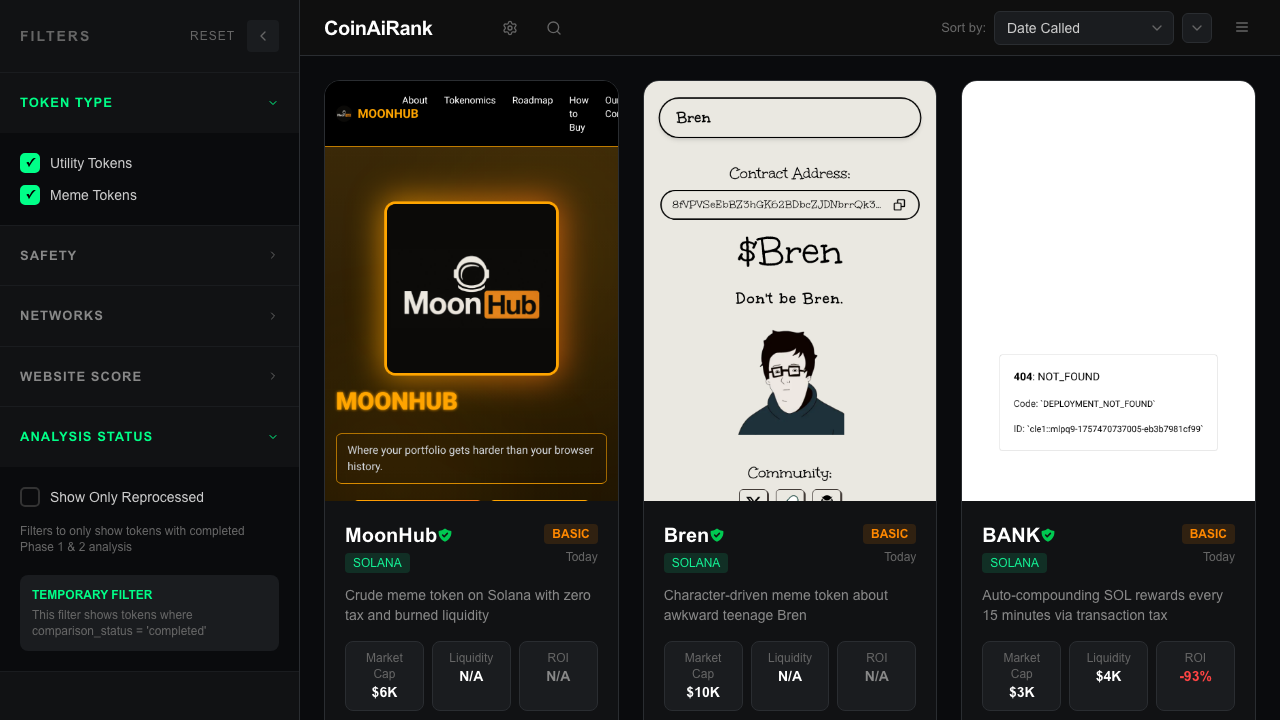 FILTERS
RESET
TOKEN TYPE
Utility Tokens
Meme Tokens
SAFETY
NETWORKS
WEBSITE SCORE
ANALYSIS STATUS
Show Only Reprocessed
Filters to only show tokens with completed
Phase 1 & 2 analysis
TEMPORARY FILTER
This filter shows tokens where
comparison_status = 'completed'
CoinAiRank
Sort by:
Date Called
MOONHUB
About
Tokenomics
Roadmap
How
to
Buy
Moon Hub
MOONHUB
Where your portfolio gets harder than your browser
history.
MoonHub
BASIC
SOLANA
Today
Crude meme token on Solana with zero
tax and burned liquidity
Market
Cap
$6K
Liquidity
N/A
ROI
N/A
Bren
Contract Address:
8fVPVSeEbBZ3hGK62BDbcZJDNbrrQk3...
$Bren
Don't be Bren.
Community:
Bren
BASIC
SOLANA
Today
Character-driven meme token about
awkward teenage Bren
Market
Cap
$10K
Liquidity
N/A
ROI
N/A
404: NOT_FOUND
Code: `DEPLOYMENT_NOT_FOUND`
ID: `cle1::mlpq9-1757470737005-eb3b7981cf99`
BANK
BASIC
SOLANA
Today
Auto-compounding SOL rewards every
15 minutes via transaction tax
Market
Cap
$3K
Liquidity
$4K
ROI
-93%